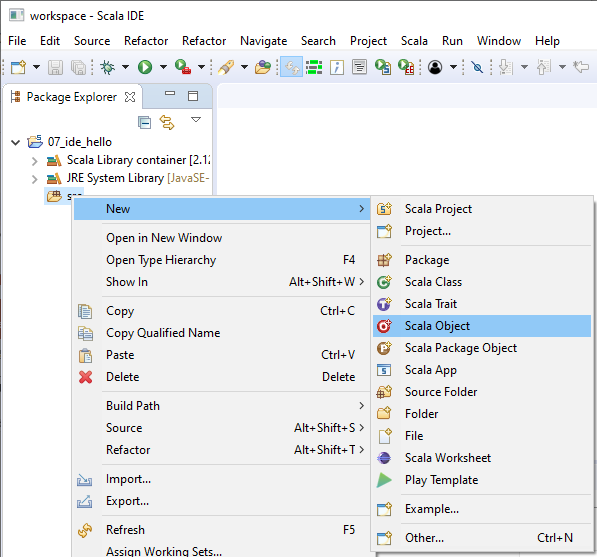 workspace - Scala IDE
File Edit Source Refactor Refactor Navigate Search Project Scala Run Window Help
Package Explorer
07_ide_hello
Scala Library container [2.12
JRE System Library [JavaSE-
New
Open in New Window
Open Type Hierarchy F4
Show In Alt+Shift+W
Copy Ctrl+C
Copy Qualified Name
Paste Ctrl+V
Delete Delete
Build Path
Source Alt+Shift+S
Refactor Alt+Shift+T
Import...
Export...
Refresh F5
Assign Working Sets...
Scala Project
Project...
Package
Scala Class
Scala Trait
Scala Object
Scala Package Object
Scala App
Source Folder
Folder
File
Scala Worksheet
Play Template
Example...
Other... Ctrl+N